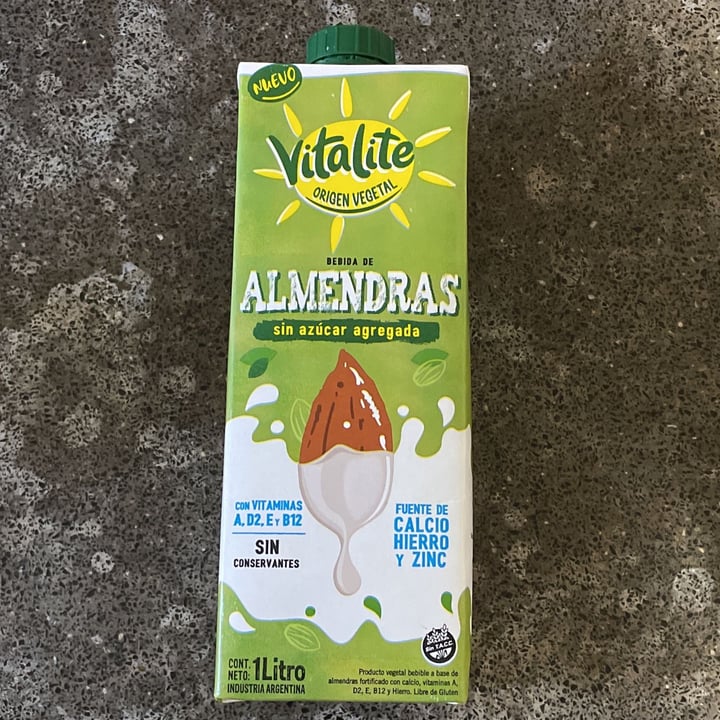 NUEVO
Vitalite
ORIGEN VEGETAL
BEBIDA DE
ALMENDRAS
sin azúcar agregada
CON VITAMINAS
A, D2, E Y B12
SIN
CONSERVANTES
FUENTE DE
CALCIO
HIERRO
Y ZINC
Sin T.A.C.C.
CONT.
NETO: 1Litro
INDUSTRIA ARGENTINA
Producto vegetal bebible a base de
almendras fortificado con calcio, vitaminas A,
D2, E, B12 y Hierro. Libre de Gluten